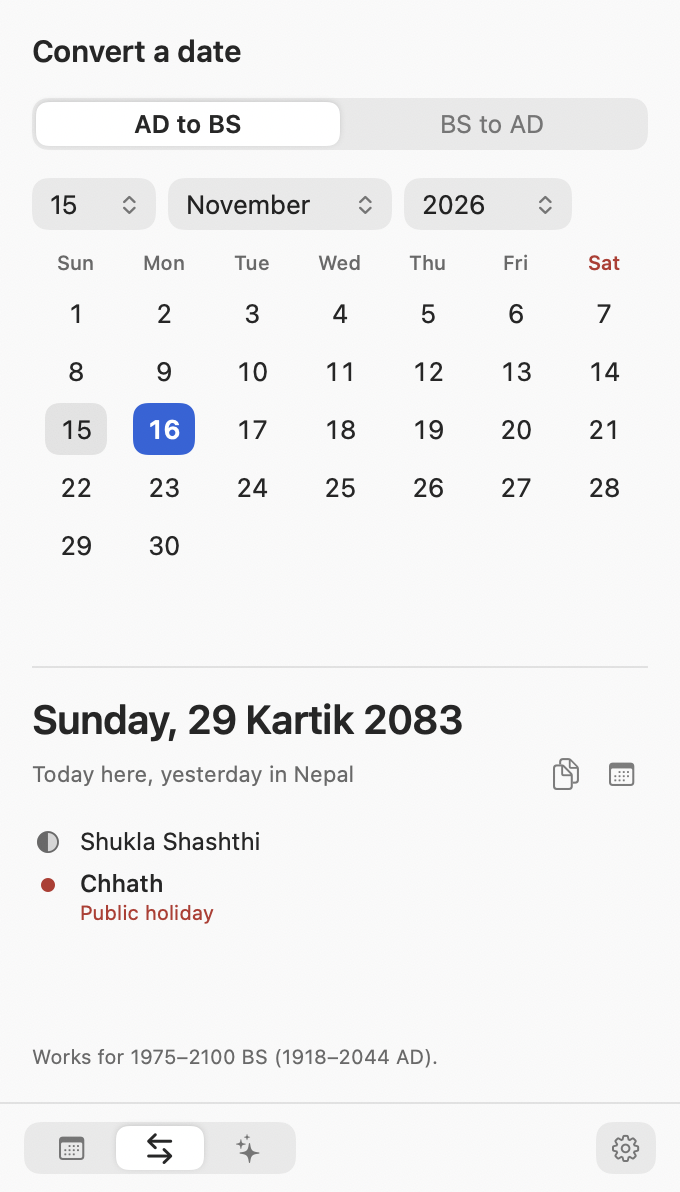 Convert a date
AD to BS BS to AD
15 November 2026
Sun Mon Tue Wed Thu Fri Sat
1 2 3 4 5 6 7
8 9 10 11 12 13 14
15 16 17 18 19 20 21
22 23 24 25 26 27 28
29 30
Sunday, 29 Kartik 2083
Today here, yesterday in Nepal
Shukla Shashthi
Chhath
Public holiday
Works for 1975–2100 BS (1918–2044 AD).